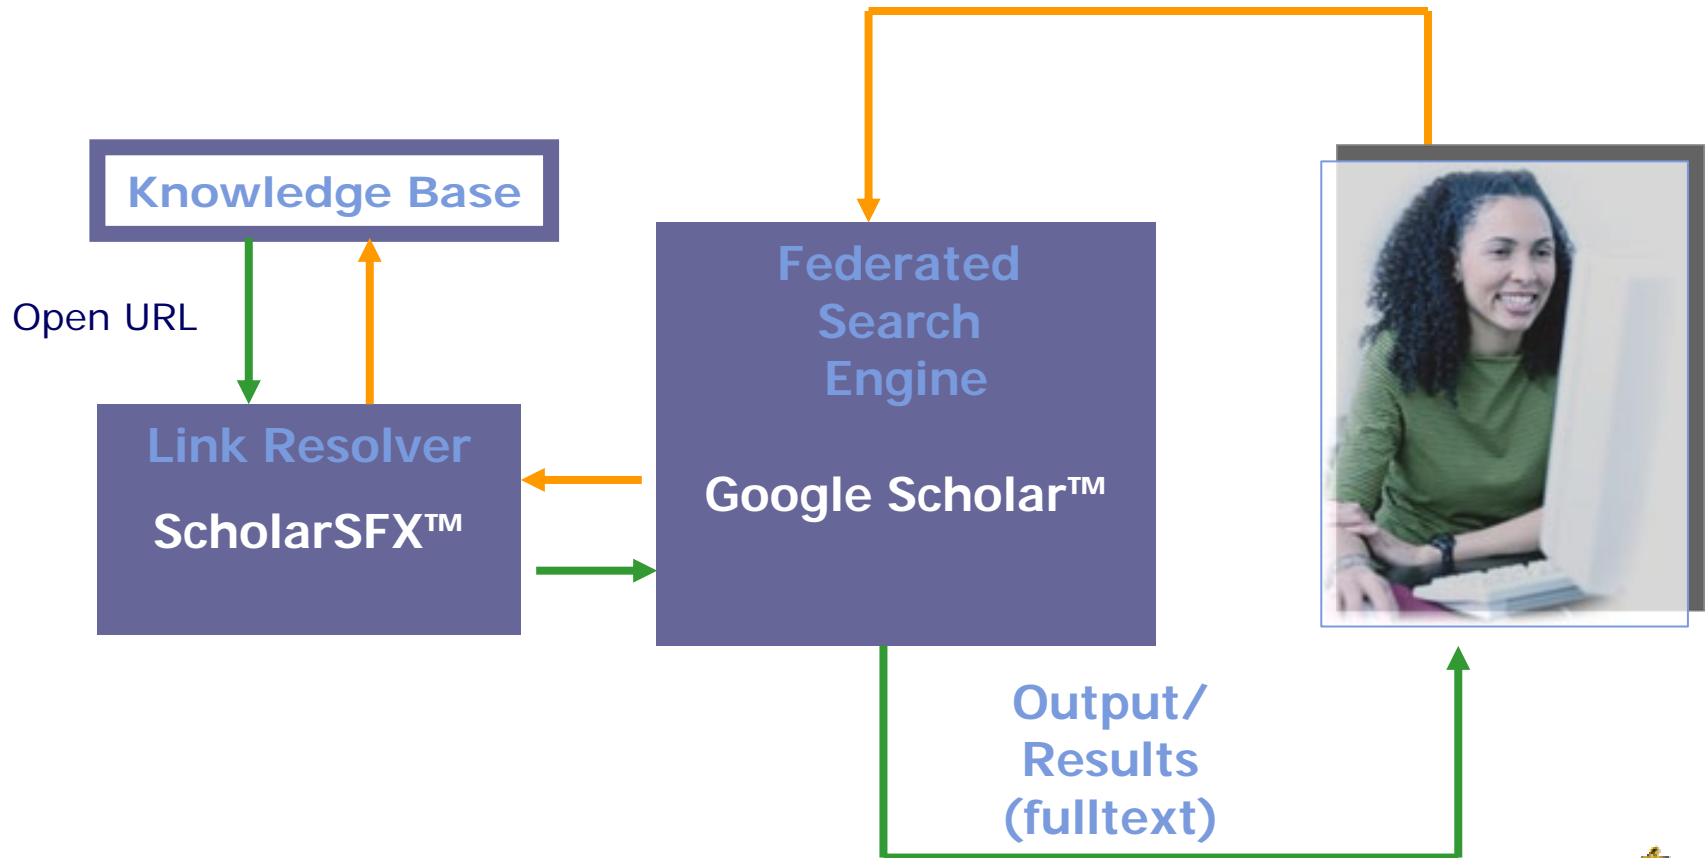 Knowledge Base
Open URL
Link Resolver
ScholarSFX™
Federated
Search
Engine
Google Scholar™
Output/
Results
(fulltext)